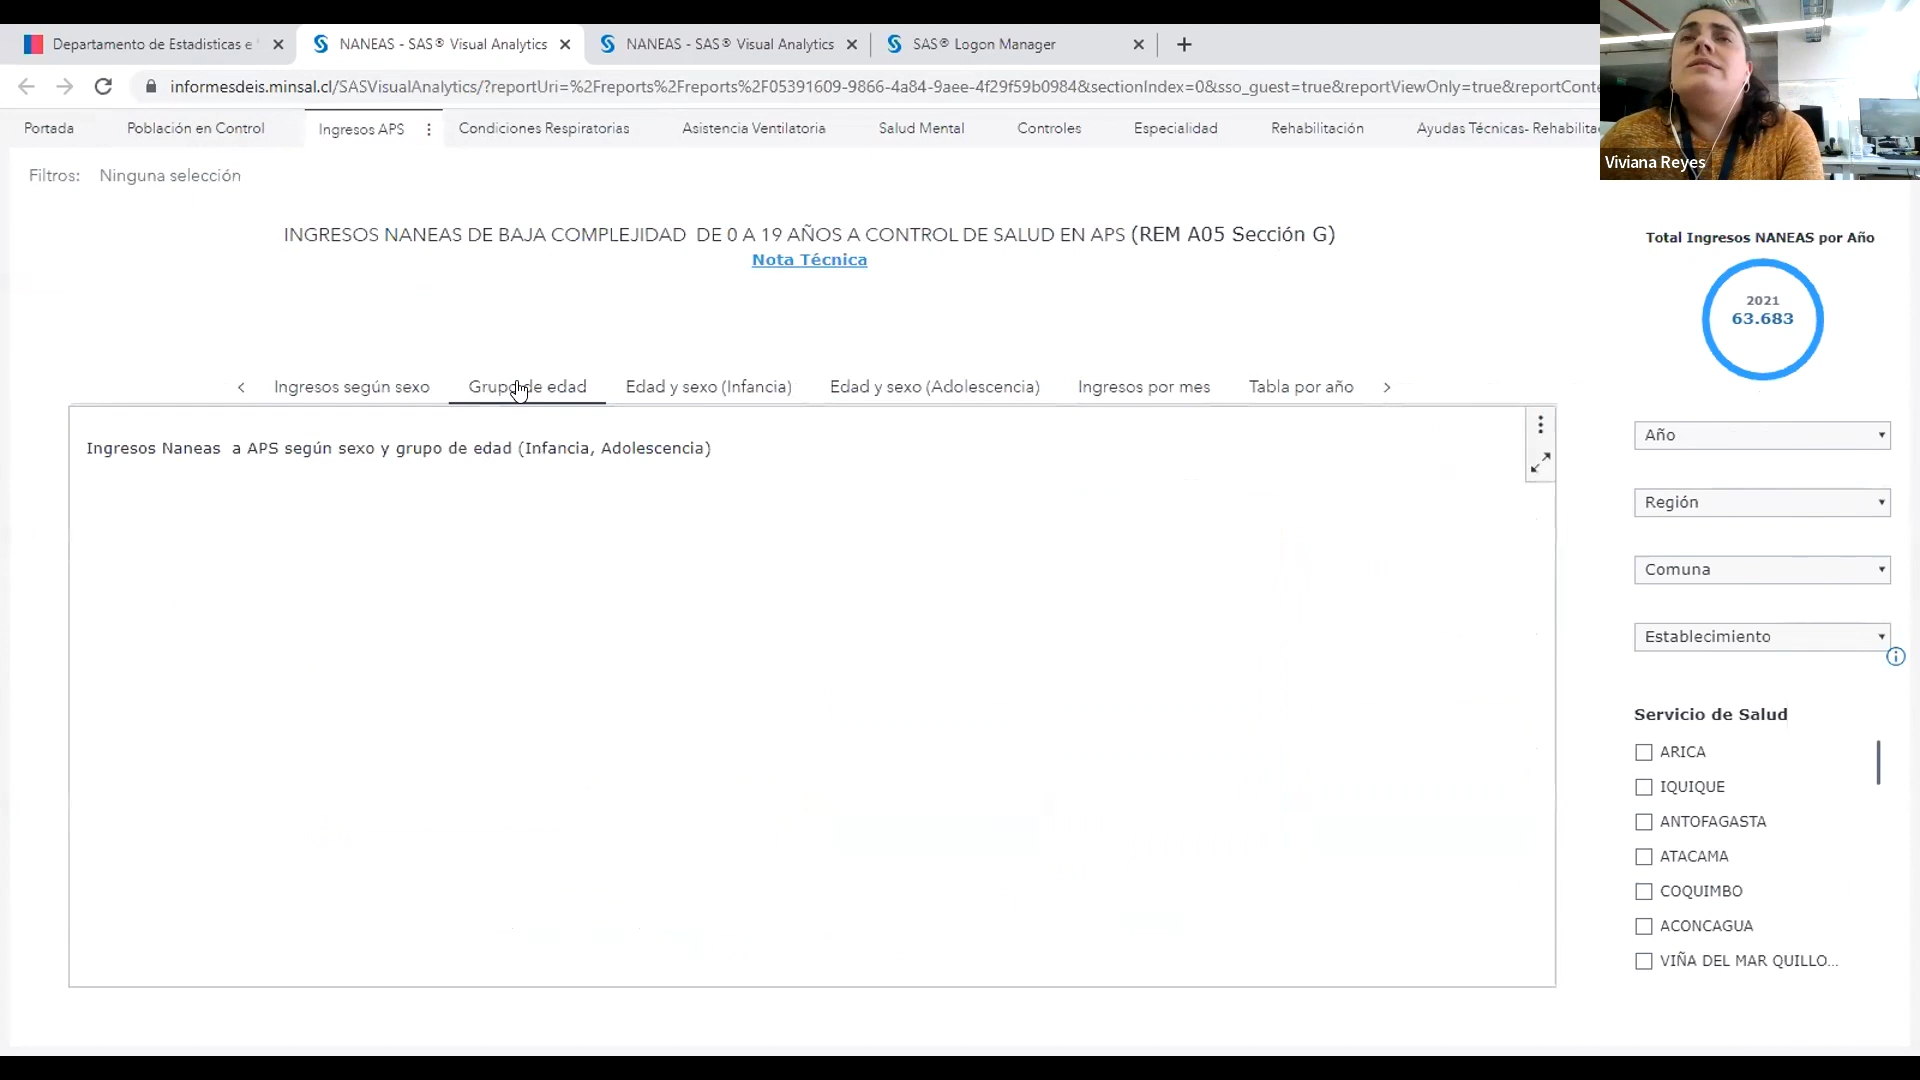 Departamento de Estadisticas e
NANEAS - SAS® Visual Analytics
NANEAS - SAS® Visual Analytics
SAS® Logon Manager
informesdeis.minsal.cl/SASVisualAnalytics/?reportUri=%2Freports%2Freports%2F05391609-9866-4a84-9aee-4f29f59b0984&sectionIndex=0&sso_guest=true&reportViewOnly=true&reportConte
Portada
Población en Control
Ingresos APS
Condiciones Respiratorias
Asistencia Ventilatoria
Salud Mental
Controles
Especialidad
Rehabilitación
Ayudas Técnicas- Rehabilita
Viviana Reyes
Filtros: Ninguna selección
INGRESOS NANEAS DE BAJA COMPLEJIDAD DE 0 A 19 AÑOS A CONTROL DE SALUD EN APS (REM A05 Sección G)
Nota Técnica
Total Ingresos NANEAS por Año
2021
63.683
Ingresos según sexo
Grupo de edad
Edad y sexo (Infancia)
Edad y sexo (Adolescencia)
Ingresos por mes
Tabla por año
Ingresos Naneas a APS según sexo y grupo de edad (Infancia, Adolescencia)
Año
Región
Comuna
Establecimiento
Servicio de Salud
ARICA
IQUIQUE
ANTOFAGASTA
ATACAMA
COQUIMBO
ACONCAGUA
VIÑA DEL MAR QUILLO...